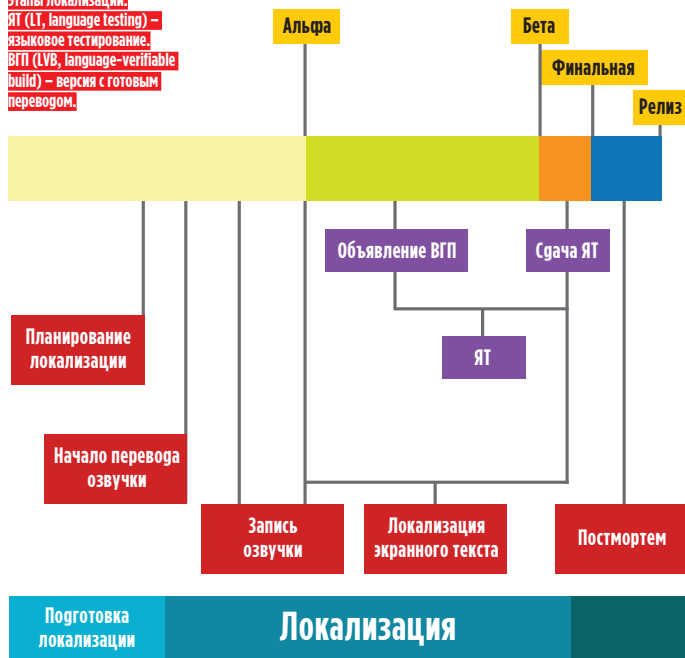 Этапы локализации.
ЯТ (LT, language testing) –
языковое тестирование.
ВГП (LVB, language-verifiable
build) – версия с готовым
переводом.
Альфа
Бета
Финальная
Релиз
Объявление ВГП
Сдача ЯТ
ЯТ
Планирование
локализации
Начало перевода
озвучки
Запись
озвучки
Локализация
экранного текста
Постмортем
Подготовка
локализации
Локализация